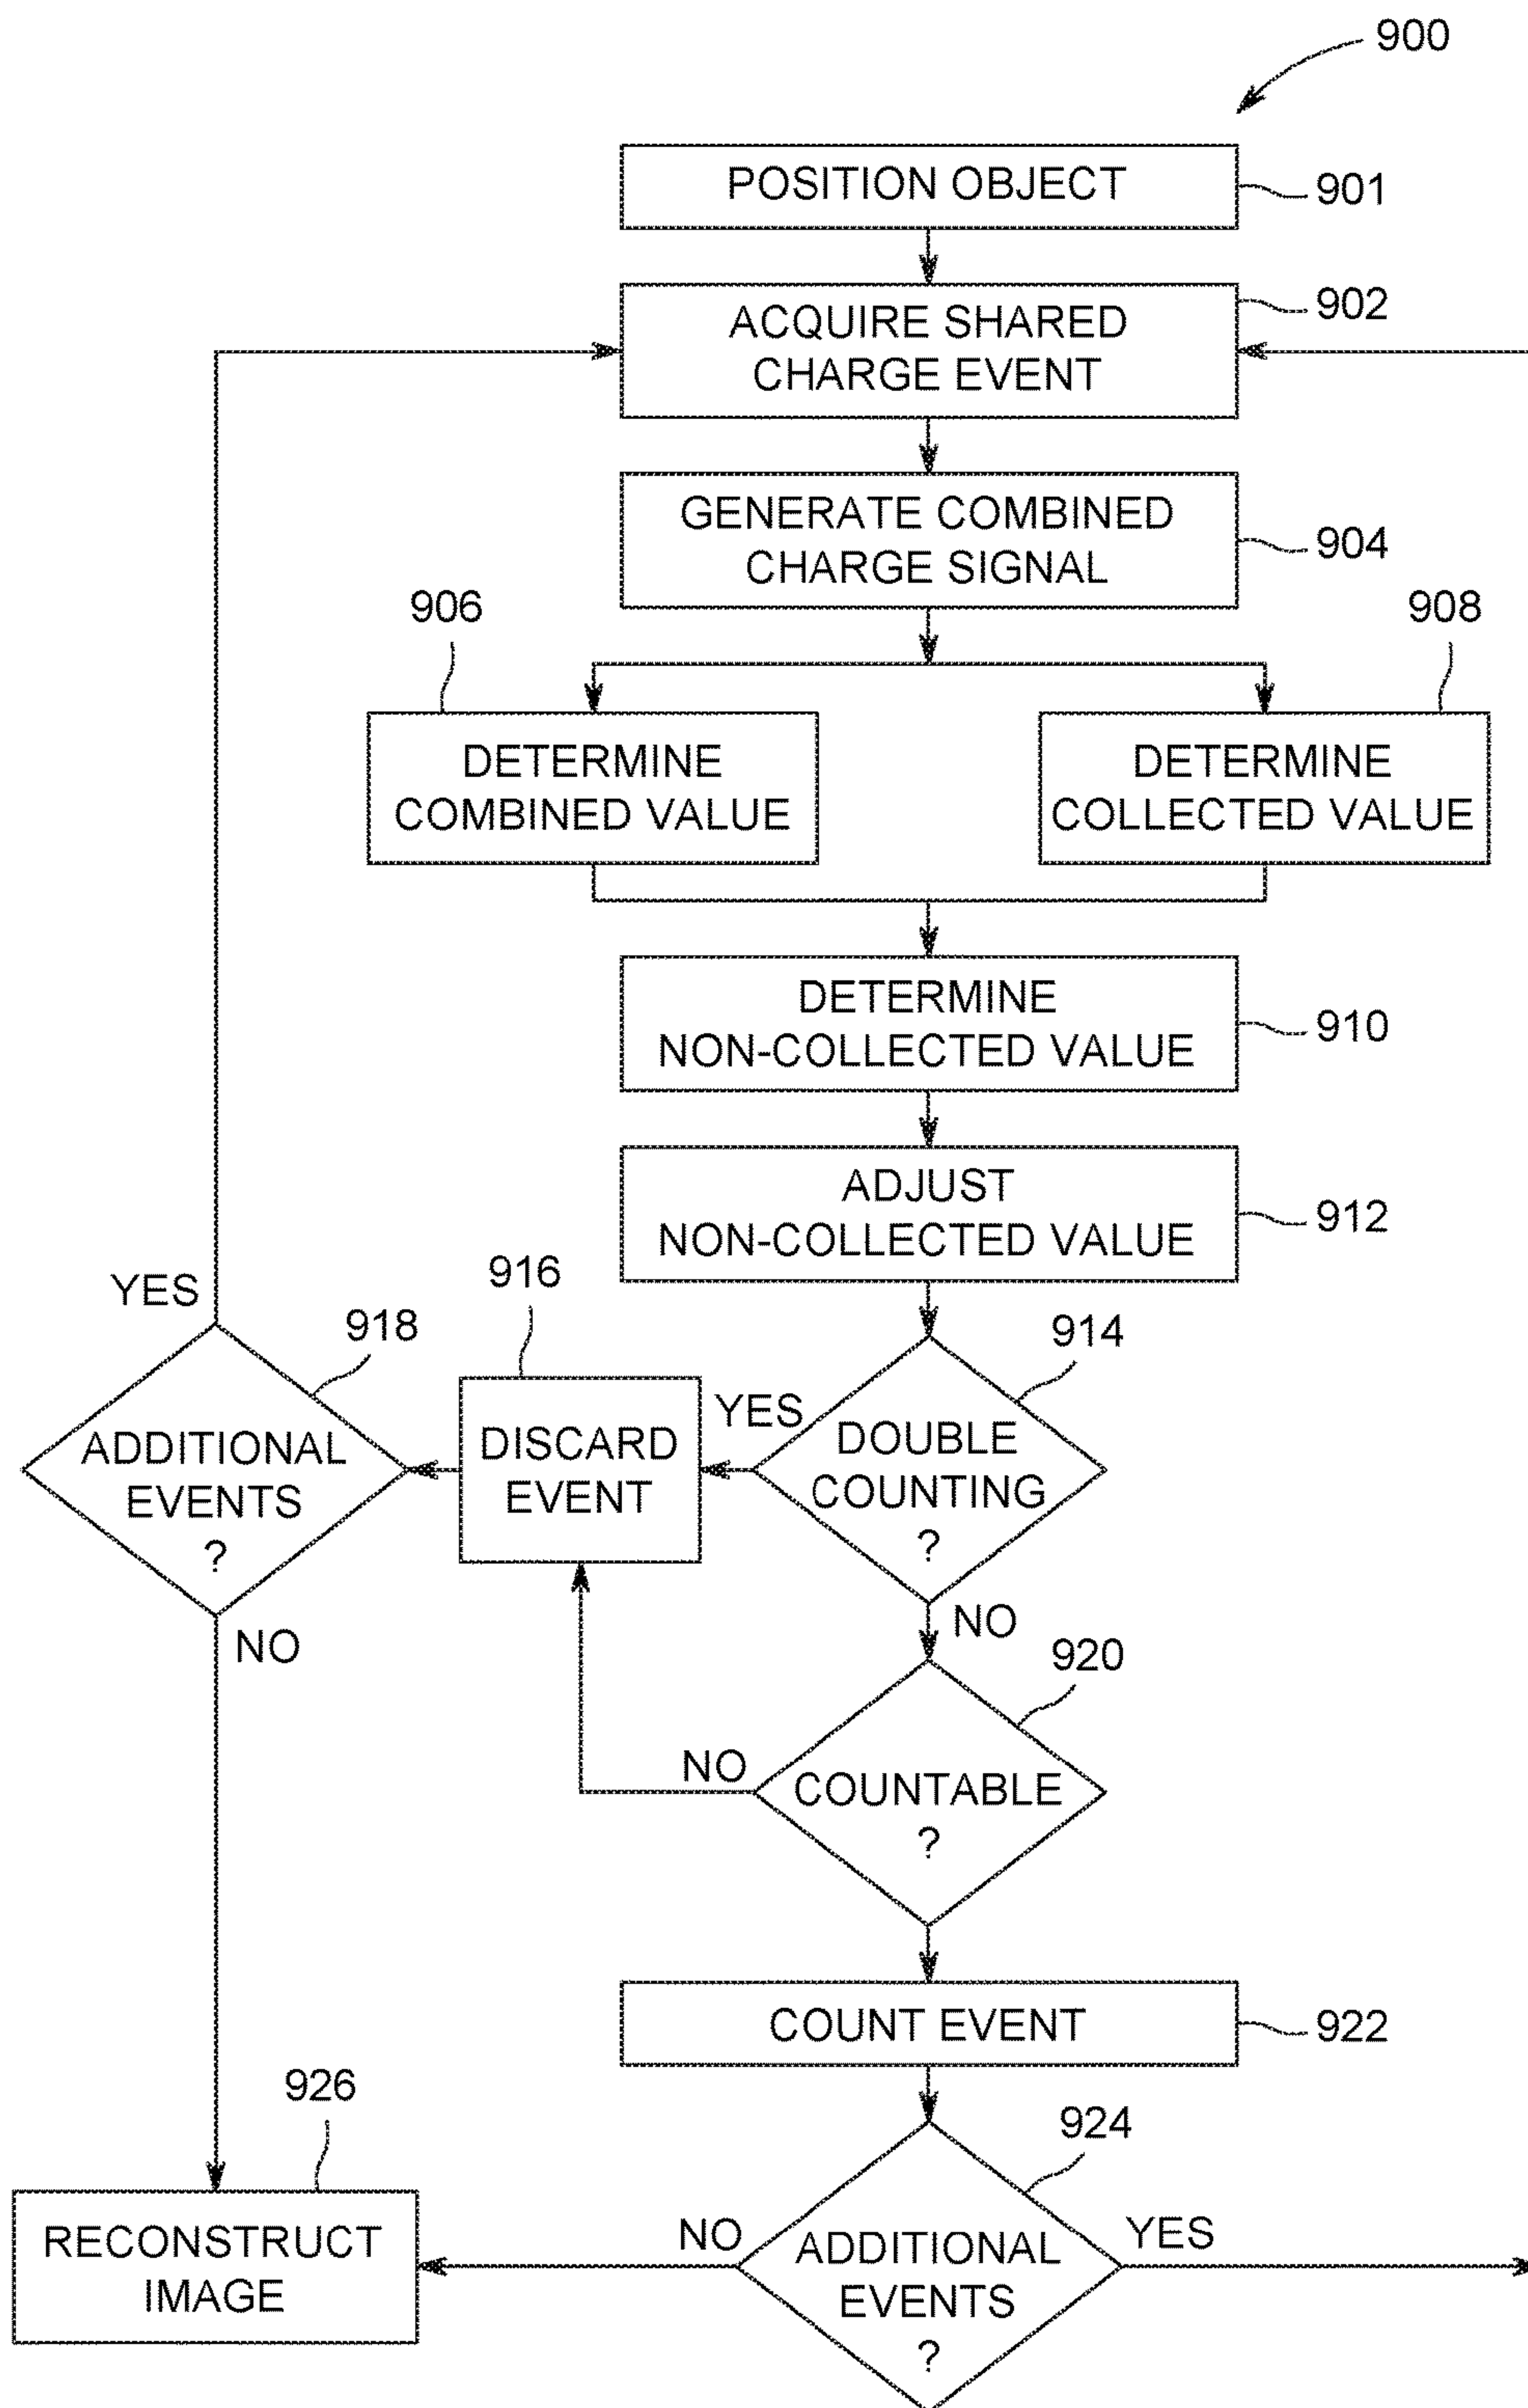 900
POSITION OBJECT
901
902
ACQUIRE SHARED
CHARGE EVENT
GENERATE COMBINED
CHARGE SIGNAL
904
906
908
DETERMINE
COMBINED VALUE
DETERMINE
COLLECTED VALUE
DETERMINE
NON-COLLECTED VALUE
910
ADJUST
NON-COLLECTED VALUE
912
YES
916
918
914
YES
ADDITIONAL
EVENTS
?
DISCARD
EVENT
DOUBLE
COUNTING
?
NO
NO
920
NO
COUNTABLE
?
COUNT EVENT
922
926
924
RECONSTRUCT
IMAGE
NO
YES
ADDITIONAL
EVENTS
?